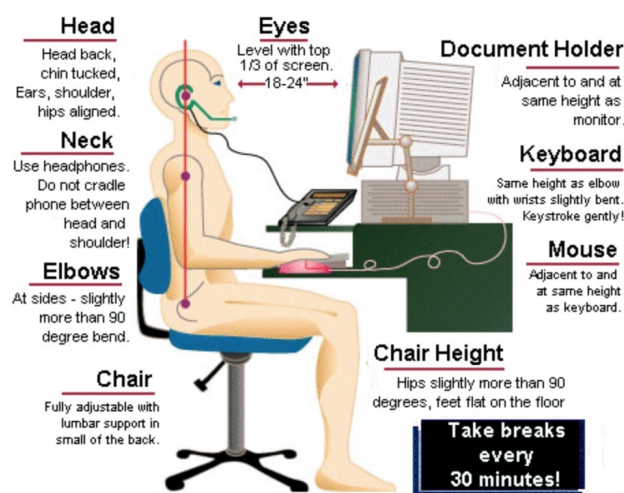 Head
Head back,
chin tucked,
Ears, shoulder,
hips aligned.
Neck
Use headphones.
Do not cradle
phone between
head and
shoulder!
Elbows
At sides - slightly
more than 90
degree bend.
Chair
Fully adjustable with
lumbar support in
small of the back.
Eyes
Level with top
1/3 of screen.
18-24"
Document Holder
Adjacent to and at
same height as
monitor.
Keyboard
Same height as elbow
with wrists slightly bent.
Keystroke gently!
Mouse
Adjacent to and
at same height
as keyboard.
Chair Height
Hips slightly more than 90
degrees, feet flat on the floor
Take breaks
every
30 minutes!